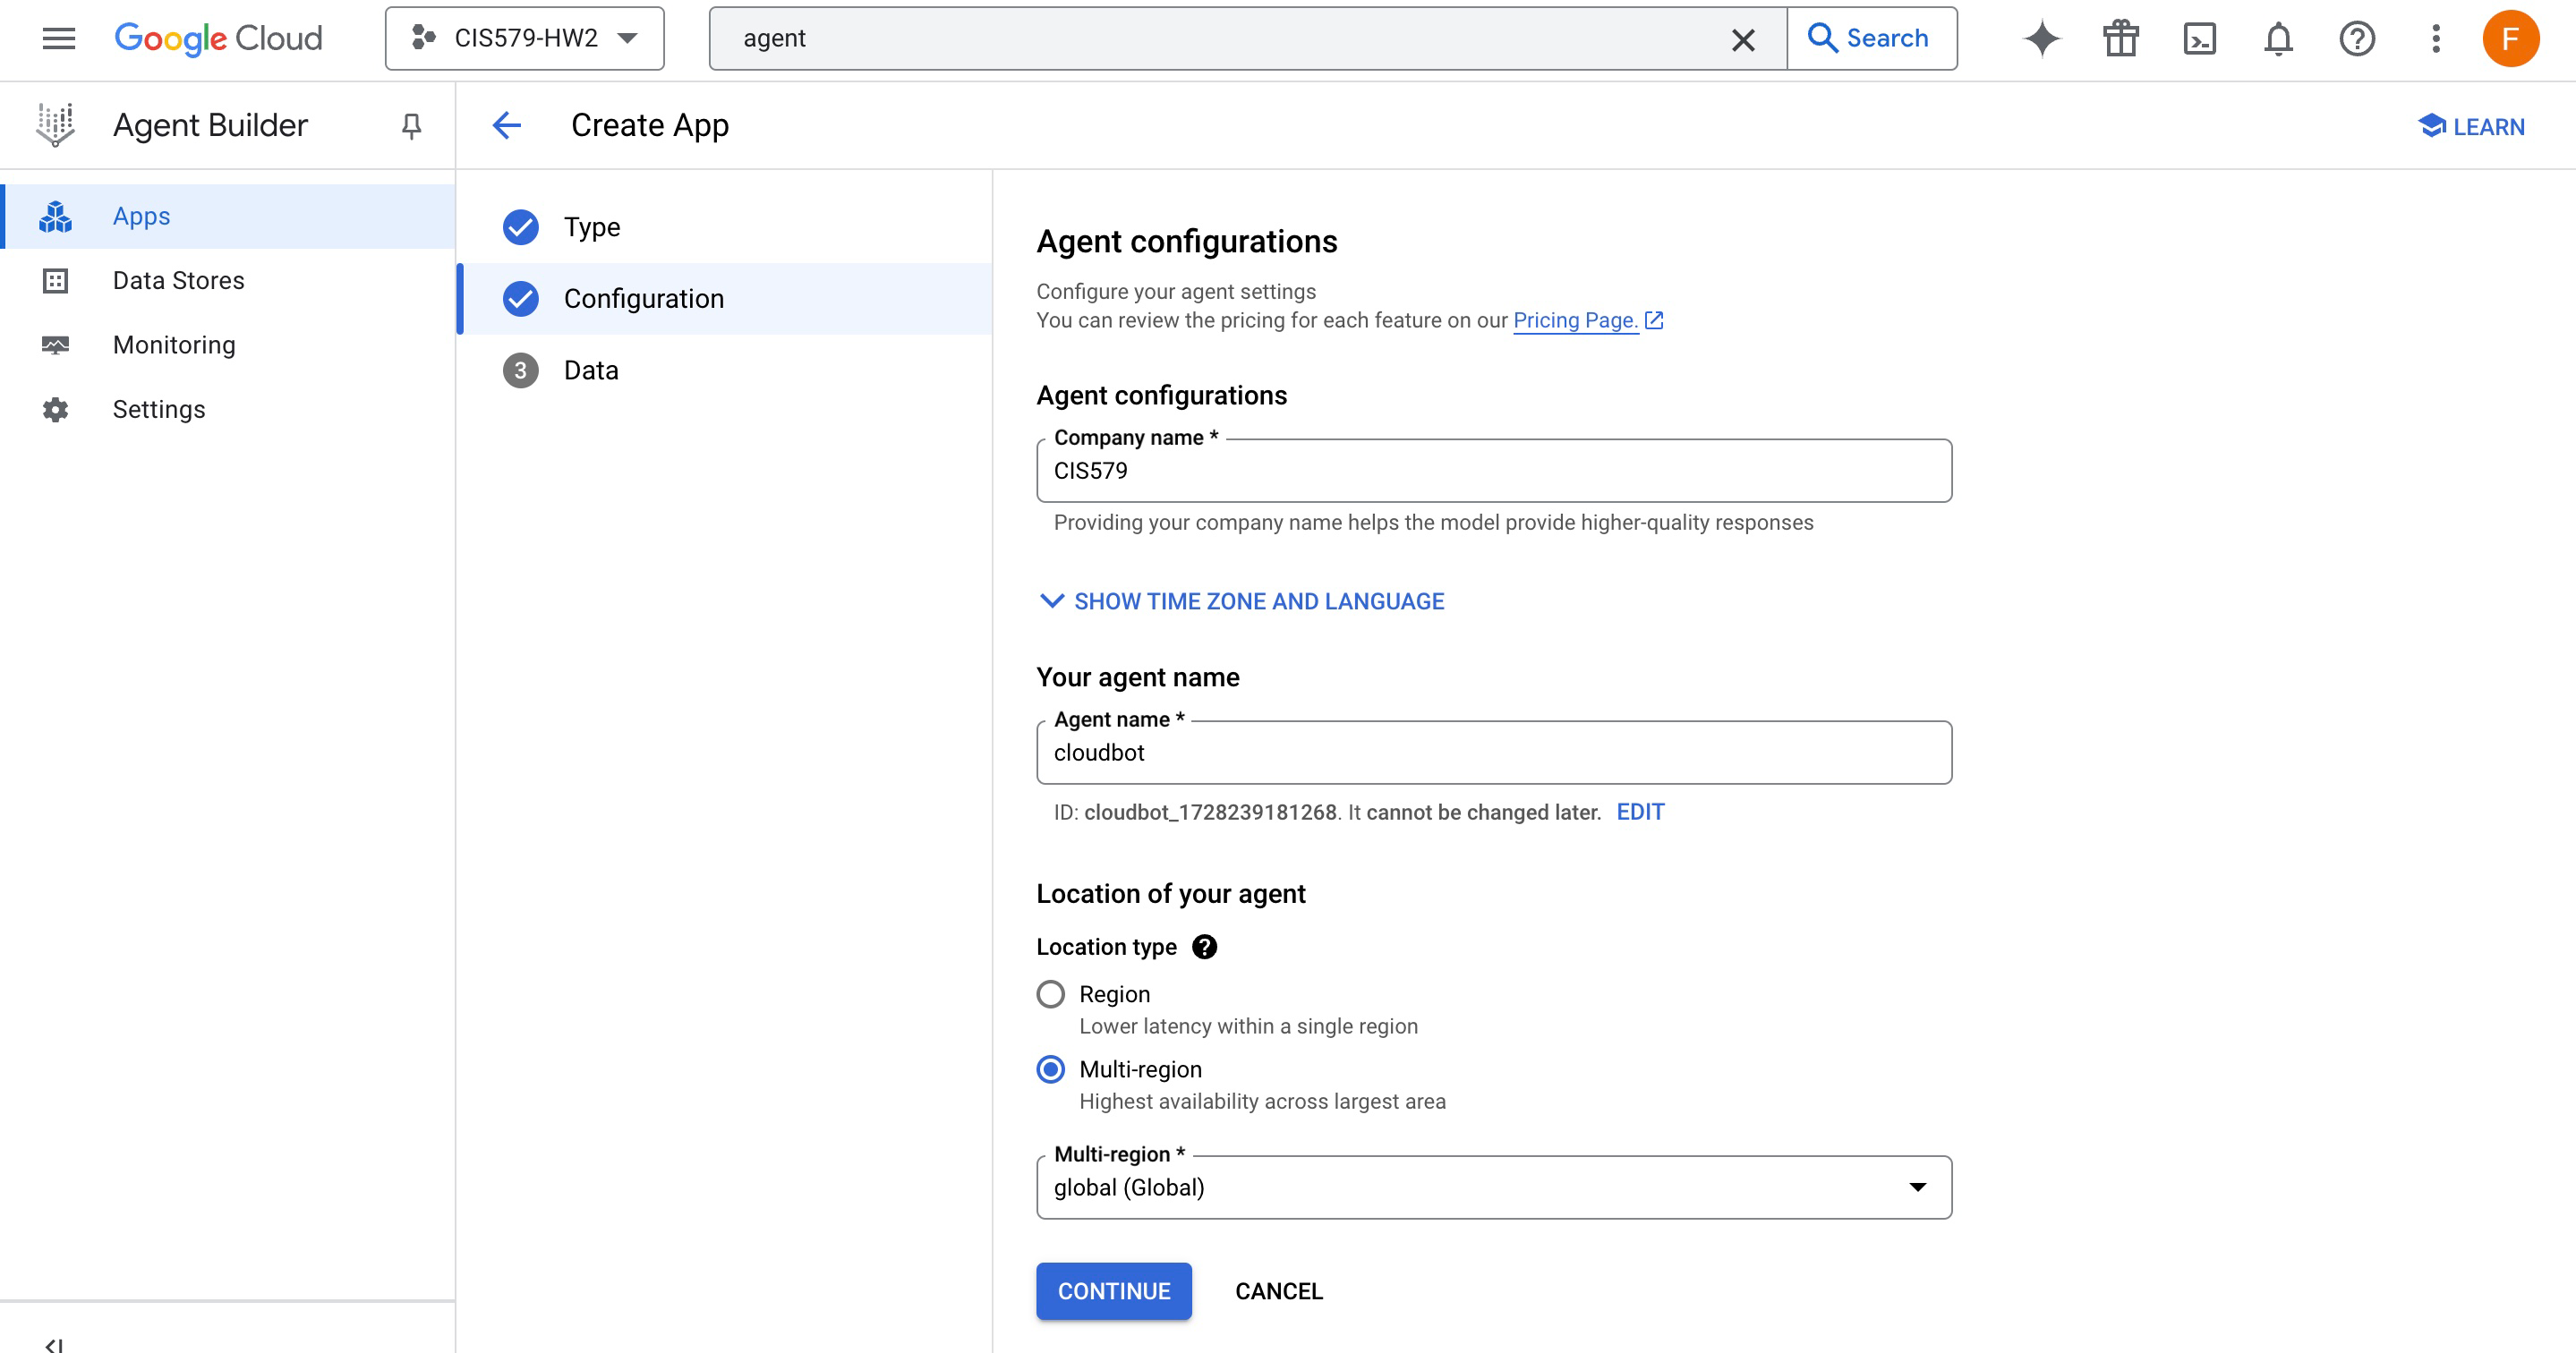 Google Cloud
CIS579-HW2
agent
Search
F
Agent Builder
Create App
LEARN
Apps
Data Stores
Monitoring
Settings
Type
Configuration
3 Data
Agent configurations
Configure your agent settings
You can review the pricing for each feature on our Pricing Page.
Agent configurations
Company name *
CIS579
Providing your company name helps the model provide higher-quality responses
SHOW TIME ZONE AND LANGUAGE
Your agent name
Agent name *
cloudbot
ID: cloudbot_1728239181268. It cannot be changed later. EDIT
Location of your agent
Location type
Region
Lower latency within a single region
Multi-region
Highest availability across largest area
Multi-region *
global (Global)
CONTINUE
CANCEL